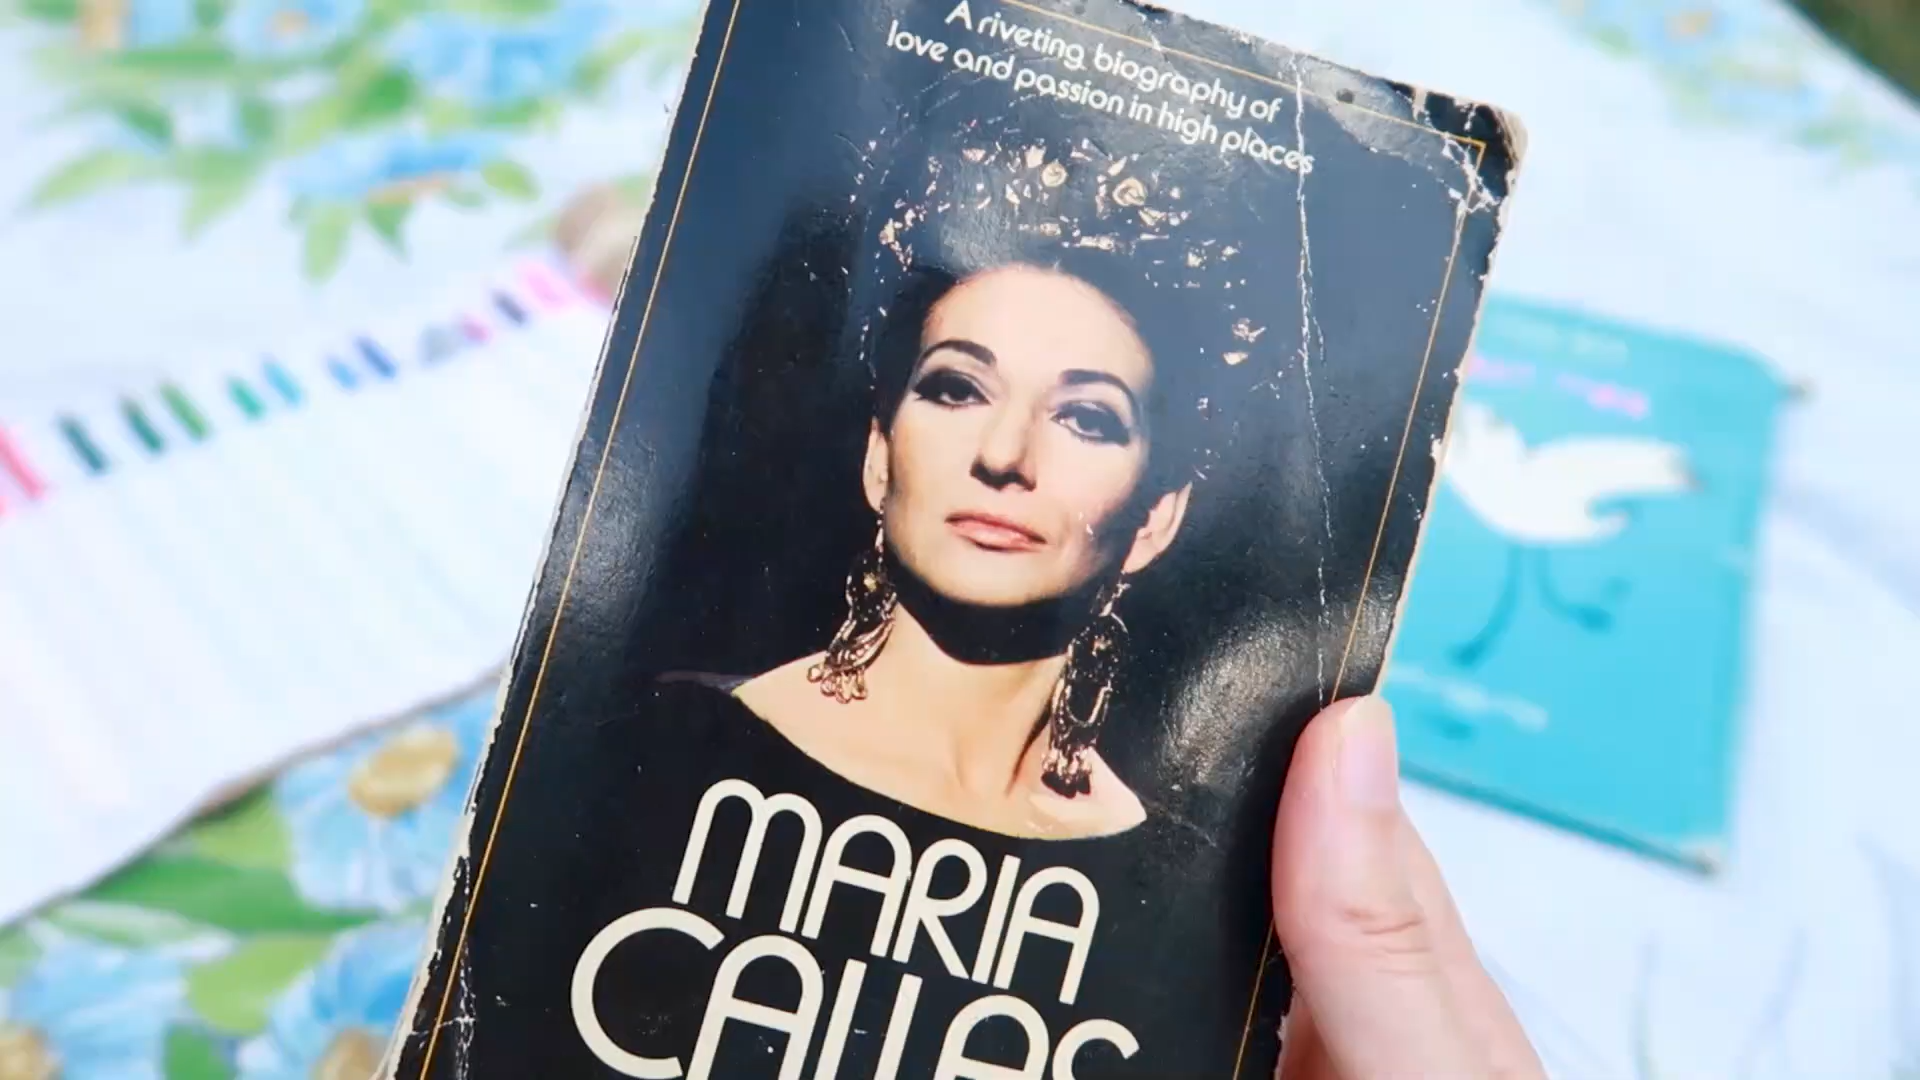 A riveting biography of
love and passion in high places
MARIA
CALLAS